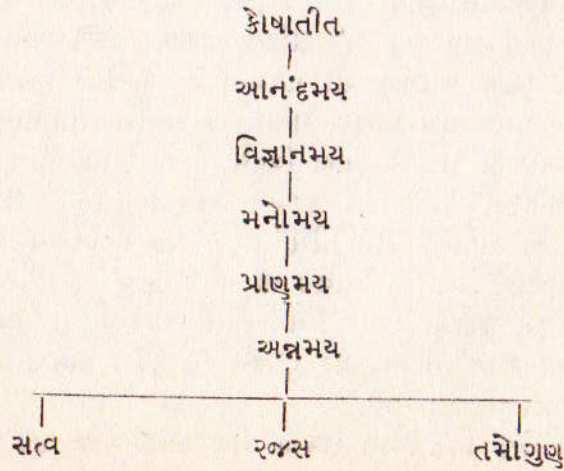 કોષાતીત
આનંદમય
વિજ્ઞાનમય
મનોમય
પ્રાણમય
અન્નમય
સત્વ રજસ તમોગુણ